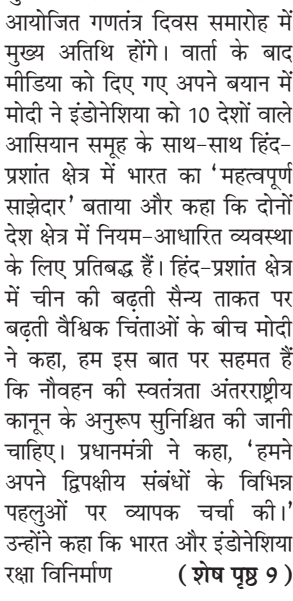 आयोजित गणतंत्र दिवस समारोह में
मुख्य अतिथि होंगे। वार्ता के बाद
मीडिया को दिए गए अपने बयान में
मोदी ने इंडोनेशिया को 10 देशों वाले
आसियान समूह के साथ-साथ हिंद-
प्रशांत क्षेत्र में भारत का ‘महत्वपूर्ण
साझेदार’ बताया और कहा कि दोनों
देश क्षेत्र में नियम-आधारित व्यवस्था
के लिए प्रतिबद्ध हैं। हिंद-प्रशांत क्षेत्र
में चीन की बढ़ती सैन्य ताकत पर
बढ़ती वैश्विक चिंताओं के बीच मोदी
ने कहा, हम इस बात पर सहमत हैं
कि नौवहन की स्वतंत्रता अंतरराष्ट्रीय
कानून के अनुरूप सुनिश्चित की जानी
चाहिए। प्रधानमंत्री ने कहा, ‘हमने
अपने द्विपक्षीय संबंधों के विभिन्न
पहलुओं पर व्यापक चर्चा की।’
उन्होंने कहा कि भारत और इंडोनेशिया
रक्षा विनिर्माण (शेष पृष्ठ 9)